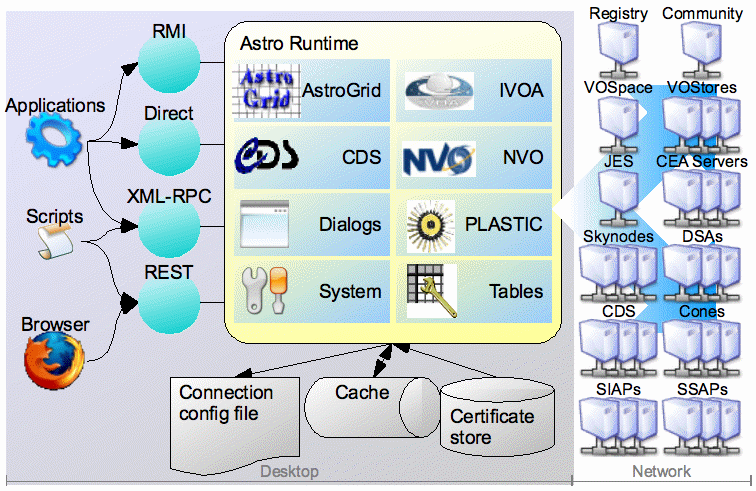 RMI
Applications
Direct
XML-RPC
Scripts
REST
Browser
Astro Runtime
Astro
Grid
AstroGrid
IVOA
CDS
CDS
NVO
NVO
Dialogs
PLASTIC
System
Tables
Connection
config file
Cache
Certificate
store
Desktop
Registry
Community
VOSpace
VOStores
JES
CEA Servers
Skynodes
DSAs
CDS
Cones
SIAPs
SSAPs
Network